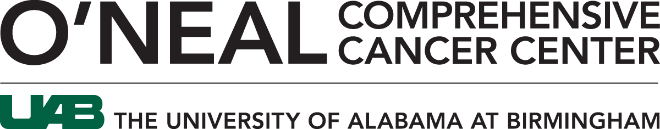 O'NEAL COMPREHENSIVE
CANCER CENTER
UAB THE UNIVERSITY OF ALABAMA AT BIRMINGHAM